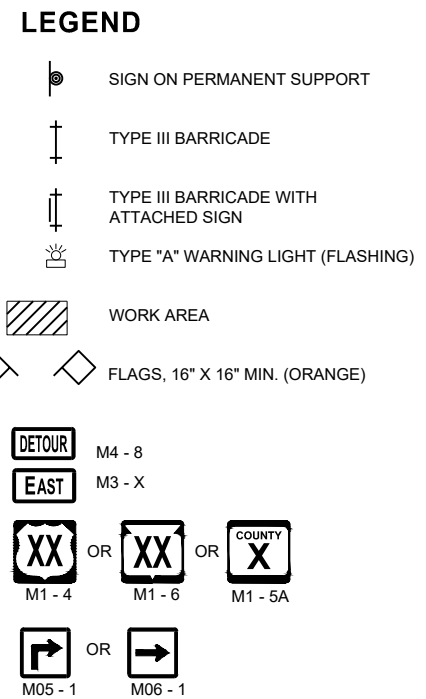 LEGEND
SIGN ON PERMANENT SUPPORT
TYPE III BARRICADE
TYPE III BARRICADE WITH
ATTACHED SIGN
TYPE "A" WARNING LIGHT (FLASHING)
WORK AREA
FLAGS, 16" X 16" MIN. (ORANGE)
DETOUR M4 - 8
EAST M3 - X
XX OR XX OR COUNTY X
M1 - 4 M1 - 6 M1 - 5A
OR
M05 - 1 M06 - 1